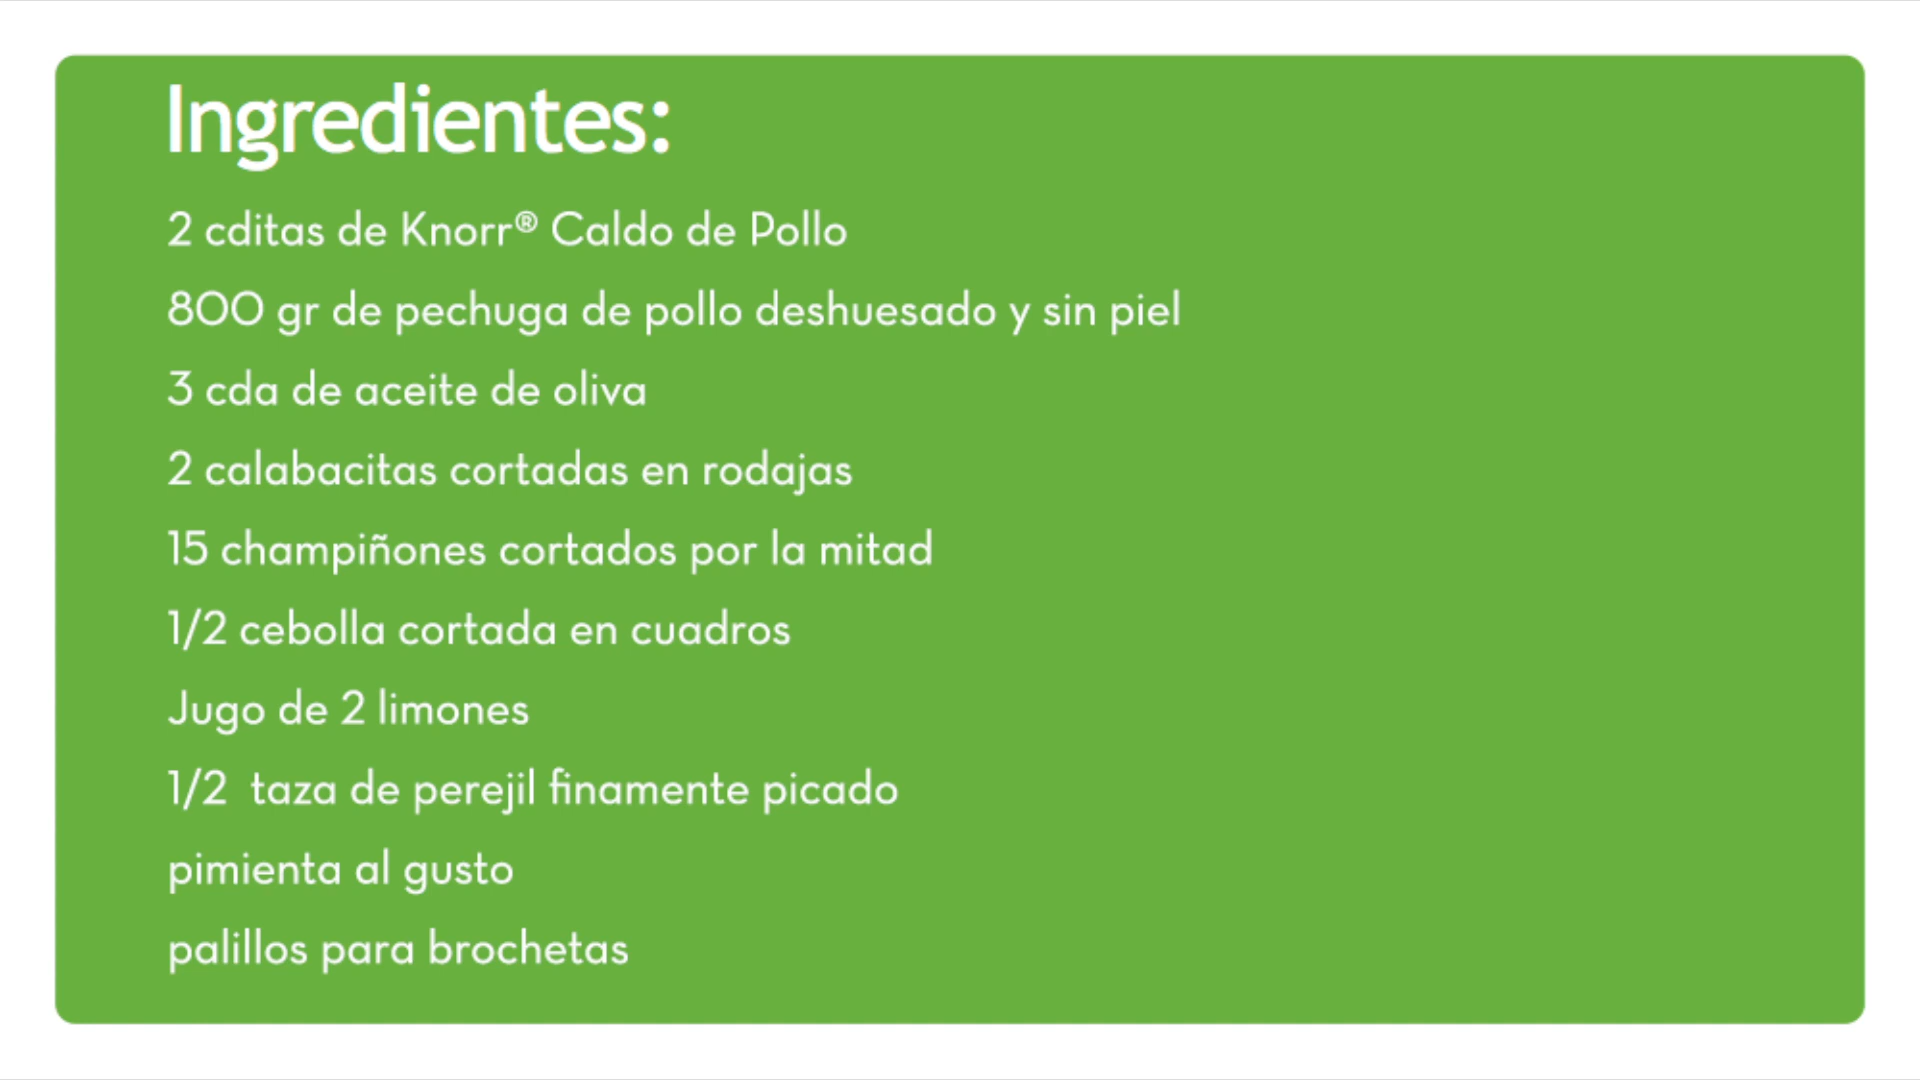 Ingredientes:
2 cditas de Knorr® Caldo de Pollo
800 gr de pechuga de pollo deshuesado y sin piel
3 cda de aceite de oliva
2 calabacitas cortadas en rodajas
15 champiñones cortados por la mitad
1/2 cebolla cortada en cuadros
Jugo de 2 limones
1/2  taza de perejil finamente picado
pimienta al gusto
palillos para brochetas